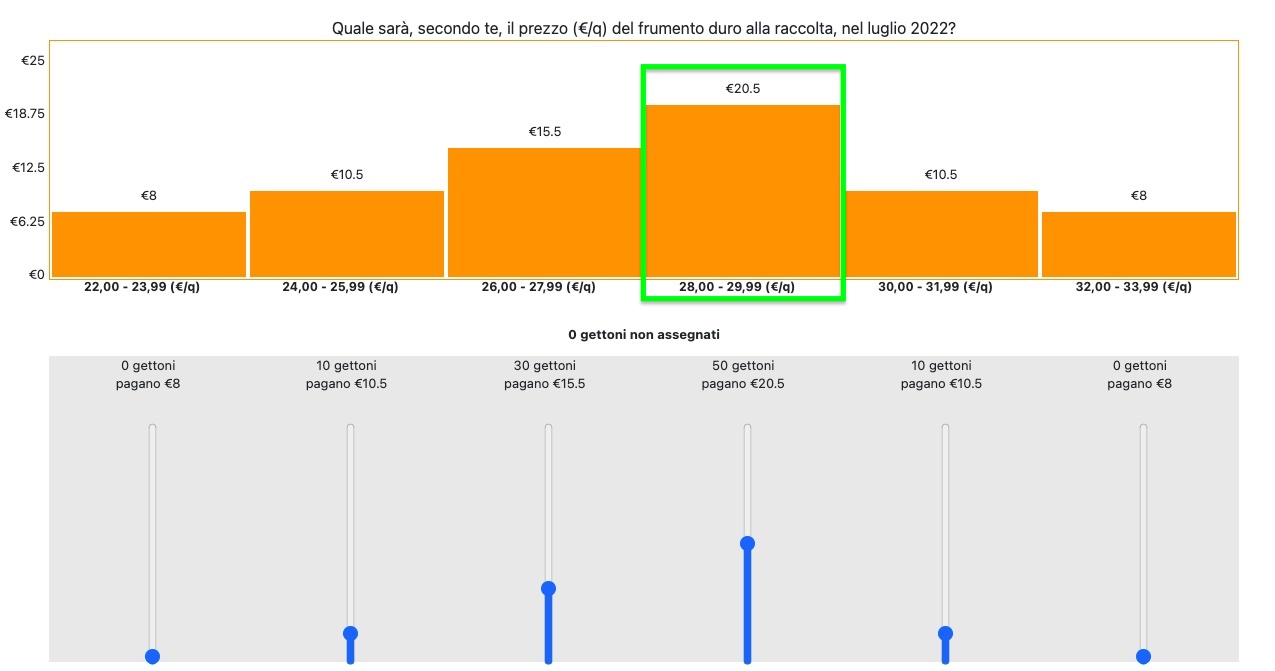 Quale sarà, secondo te, il prezzo (€/q) del frumento duro alla raccolta, nel luglio 2022?
€25
€18.75
€12.5
€6.25
€0
€8
€10.5
€15.5
€20.5
€10.5
€8
22,00 - 23,99 (€/q)
24,00 - 25,99 (€/q)
26,00 - 27,99 (€/q)
28,00 - 29,99 (€/q)
30,00 - 31,99 (€/q)
32,00 - 33,99 (€/q)
0 gettoni non assegnati
0 gettoni
pagano €8
10 gettoni
pagano €10.5
30 gettoni
pagano €15.5
50 gettoni
pagano €20.5
10 gettoni
pagano €10.5
0 gettoni
pagano €8